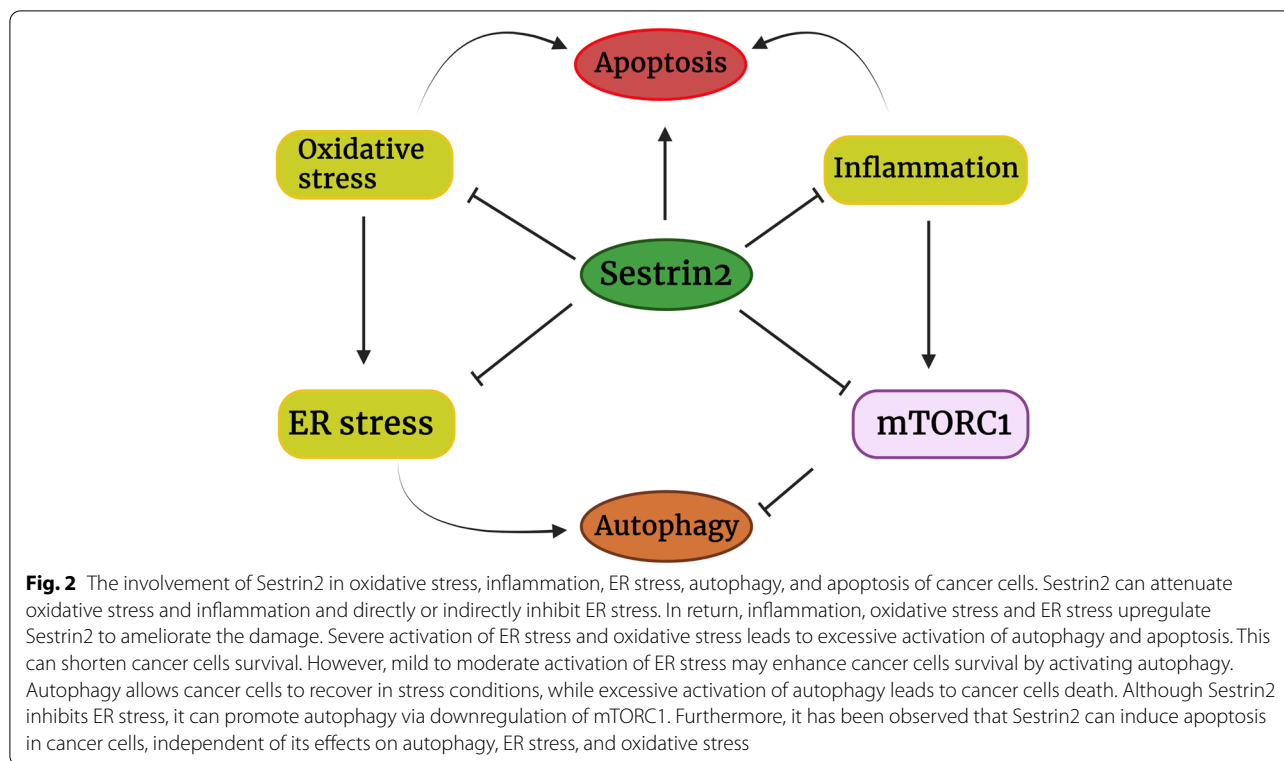 Apoptosis
Oxidative
stress
Inflammation
Sestrin2
ER stress
mTORC1
Autophagy
Fig. 2 The involvement of Sestrin2 in oxidative stress, inflammation, ER stress, autophagy, and apoptosis of cancer cells. Sestrin2 can attenuate
oxidative stress and inflammation and directly or indirectly inhibit ER stress. In return, inflammation, oxidative stress and ER stress upregulate
Sestrin2 to ameliorate the damage. Severe activation of ER stress and oxidative stress leads to excessive activation of autophagy and apoptosis. This
can shorten cancer cells survival. However, mild to moderate activation of ER stress may enhance cancer cells survival by activating autophagy.
Autophagy allows cancer cells to recover in stress conditions, while excessive activation of autophagy leads to cancer cells death. Although Sestrin2
inhibits ER stress, it can promote autophagy via downregulation of mTORC1. Furthermore, it has been observed that Sestrin2 can induce apoptosis
in cancer cells, independent of its effects on autophagy, ER stress, and oxidative stress